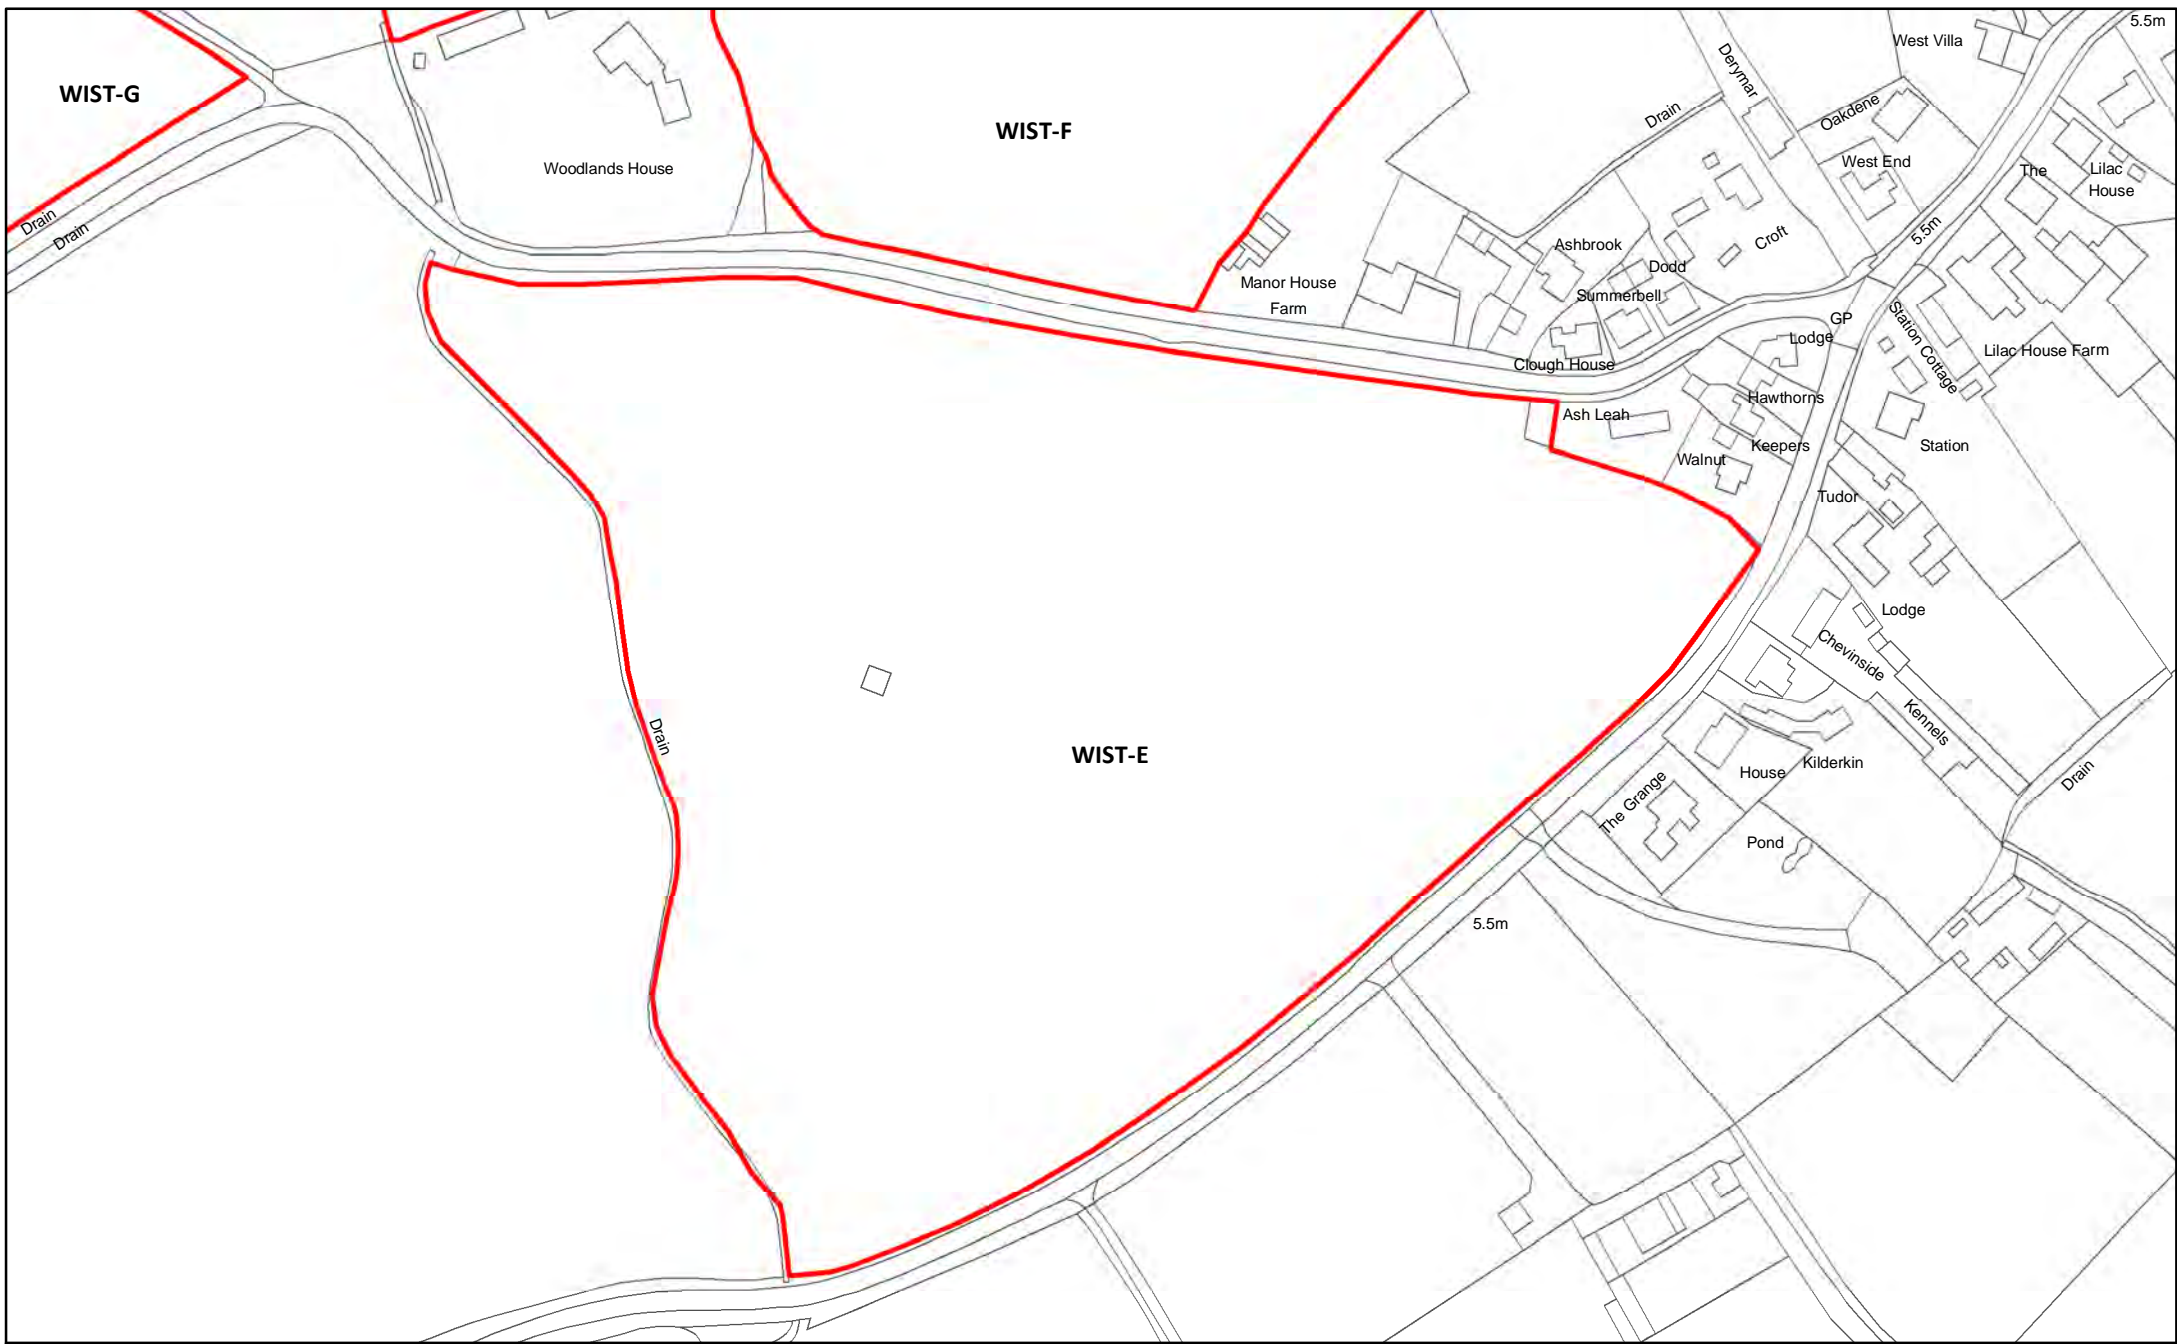 5.5m
West Villa
WIST-G
Derymar
WIST-F
Drain
Oakdene
Woodlands House
West End
The
Lilac
House
Drain
Drain
5.5m
Croft
Ashbrook
Dodd
Manor House
Farm
Summerbell
GP
Lodge
Station Cottage
Lilac House Farm
Clough House
Hawthorns
Ash Leah
Keepers
Station
Walnut
Tudor
Lodge
Chevinside
Drain
Kennels
WIST-E
House
Kilderkin
Drain
The Grange
Pond
5.5m